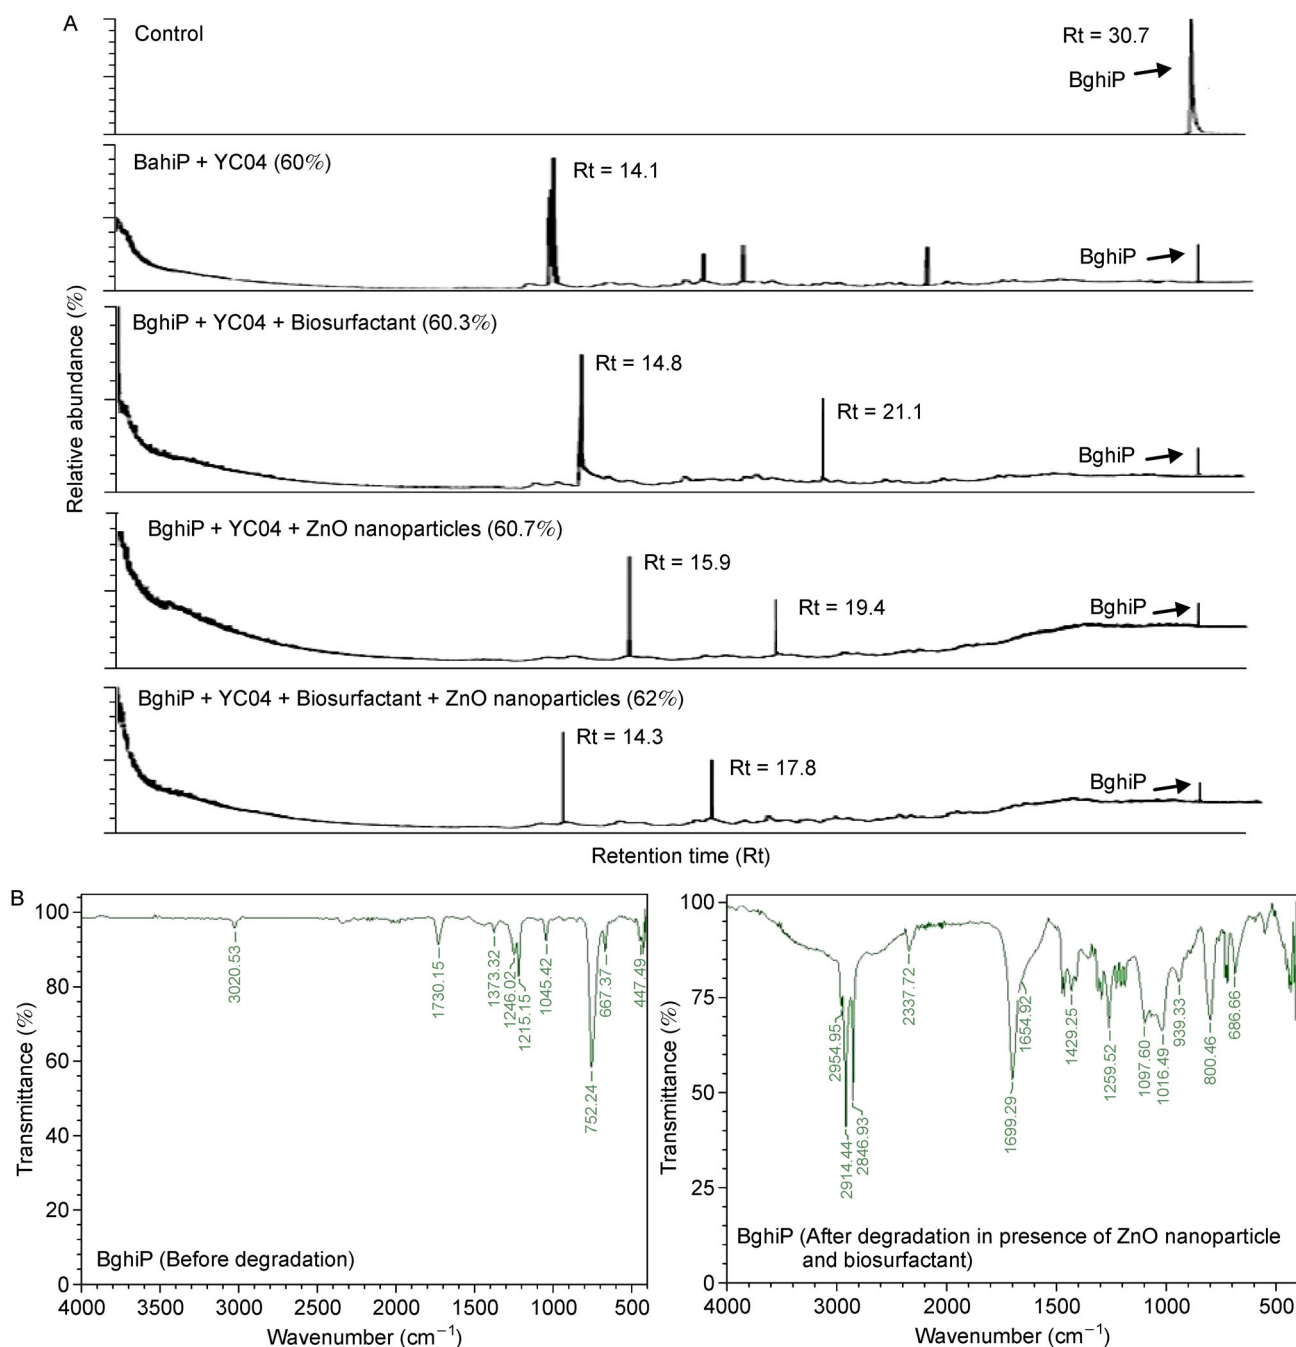 A
Control
Rt = 30.7
BghiP
BahiP + YC04 (60%)
Rt = 14.1
BghiP
BghiP + YC04 + Biosurfactant (60.3%)
Rt = 14.8
Rt = 21.1
BghiP
BghiP + YC04 + ZnO nanoparticles (60.7%)
Rt = 15.9
Rt = 19.4
BghiP
BghiP + YC04 + Biosurfactant + ZnO nanoparticles (62%)
Rt = 14.3
Rt = 17.8
BghiP
Relative abundance (%)
Retention time (Rt)
B
100
80
60
40
20
0
Transmittance (%)
3020.53
1730.15
1373.32
1246.02
1215.15
1045.42
752.24
667.37
447.49
BghiP (Before degradation)
4000 3500 3000 2500 2000 1500 1000 500
Wavenumber (cm−1)
100
75
50
25
0
Transmittance (%)
2954.95
2914.44
2846.93
2337.72
1699.29
1654.92
1429.25
1259.52
1097.60
1016.49
939.33
800.46
686.66
BghiP (After degradation in presence of ZnO nanoparticle
and biosurfactant)
4000 3000 2000 1500 1000 500
Wavenumber (cm−1)